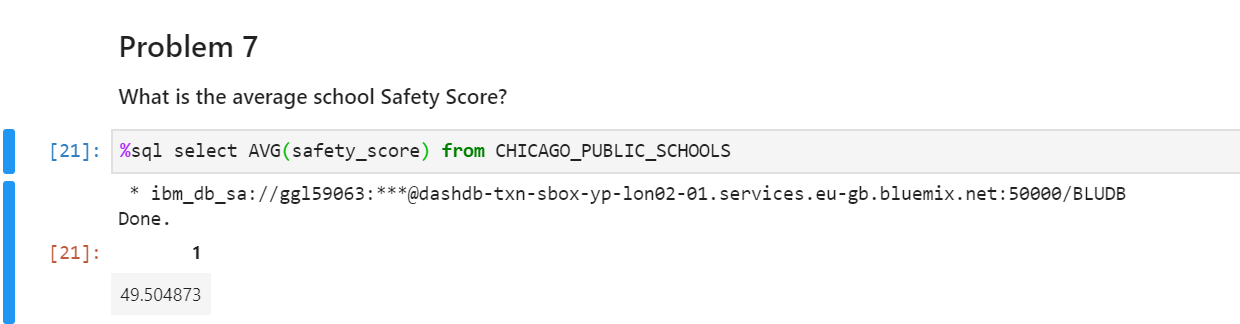 Problem 7
What is the average school Safety Score?
[21]: %sql select AVG(safety_score) from CHICAGO_PUBLIC_SCHOOLS
* ibm_db_sa://ggl59063:***@dashdb-txn-sbox-yp-lon02-01.services.eu-gb.bluemix.net:50000/BLUDB
Done.
[21]: 1
49.504873